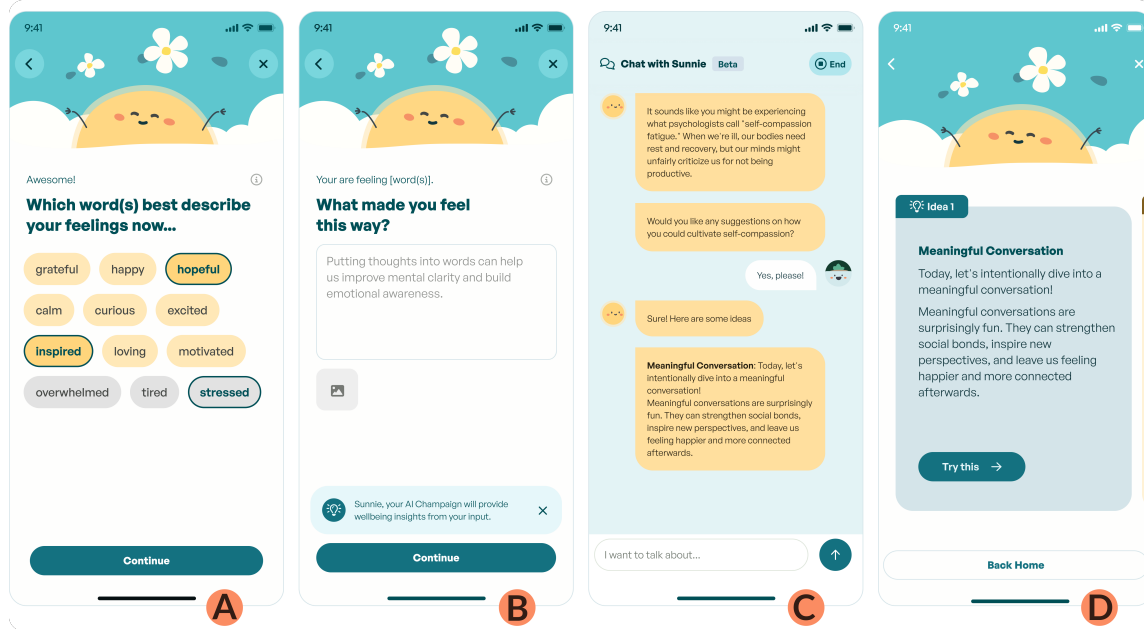 9:41
Awesome!
Which word(s) best describe
your feelings now...
grateful
happy
hopeful
calm
curious
excited
inspired
loving
motivated
overwhelmed
tired
stressed
Continue
A
9:41
Your are feeling [word(s)].
What made you feel
this way?
Putting thoughts into words can help
us improve mental clarity and build
emotional awareness.
Sunnie, your AI Champaign will provide
wellbeing insights from your input.
Continue
B
9:41
Chat with Sunnie Beta
End
It sounds like you might be experiencing
what psychologists call "self-compassion
fatigue." When we're ill, our bodies need
rest and recovery, but our minds might
unfairly criticize us for not being
productive.
Would you like any suggestions on how
you could cultivate self-compassion?
Yes, please!
Sure! Here are some ideas
Meaningful Conversation: Today, let's
intentionally dive into a meaningful
conversation!
Meaningful conversations are surprisingly
fun. They can strengthen social bonds,
inspire new perspectives, and leave us
feeling happier and more connected
afterwards.
I want to talk about...
C
9:41
Idea 1
Meaningful Conversation
Today, let's intentionally dive into a
meaningful conversation!
Meaningful conversations are
surprisingly fun. They can strengthen
social bonds, inspire new
perspectives, and leave us feeling
happier and more connected
afterwards.
Try this
Back Home
D